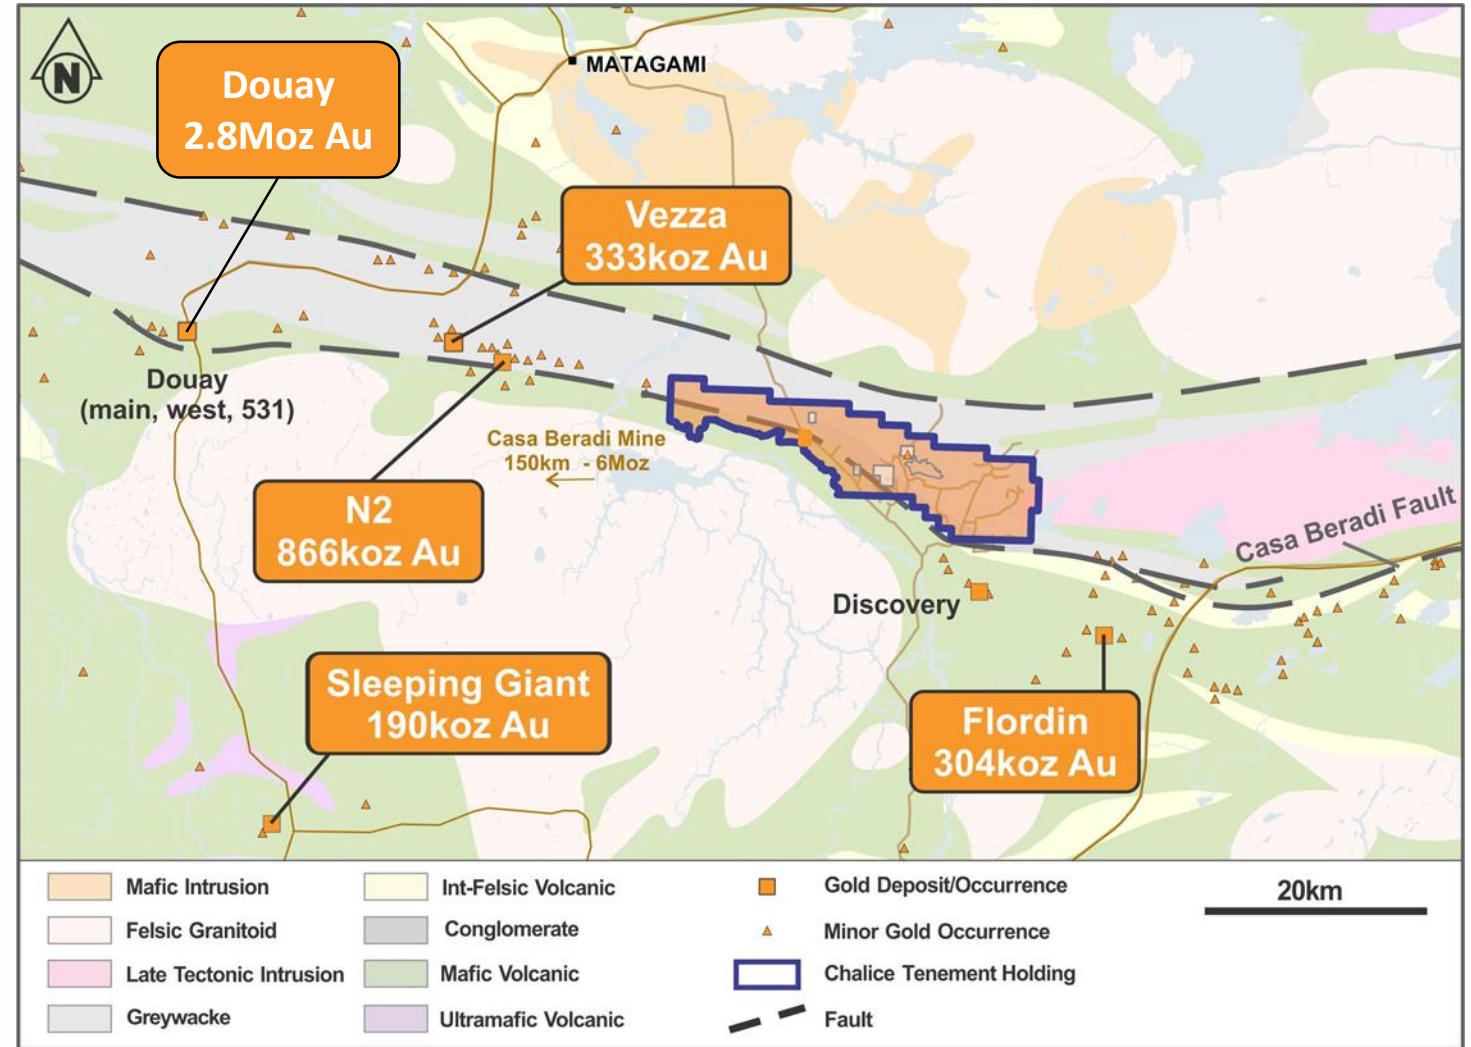 N
MATAGAMI
Douay
2.8Moz Au
Vezza
333koz Au
Douay
(main, west, 531)
Casa Beradi Mine
150km - 6Moz
N2
866koz Au
Casa Beradi Fault
Discovery
Sleeping Giant
190koz Au
Flordin
304koz Au
Mafic Intrusion
Felsic Granitoid
Late Tectonic Intrusion
Greywacke
Int-Felsic Volcanic
Conglomerate
Mafic Volcanic
Ultramafic Volcanic
Gold Deposit/Occurrence
Minor Gold Occurrence
Chalice Tenement Holding
Fault
20km